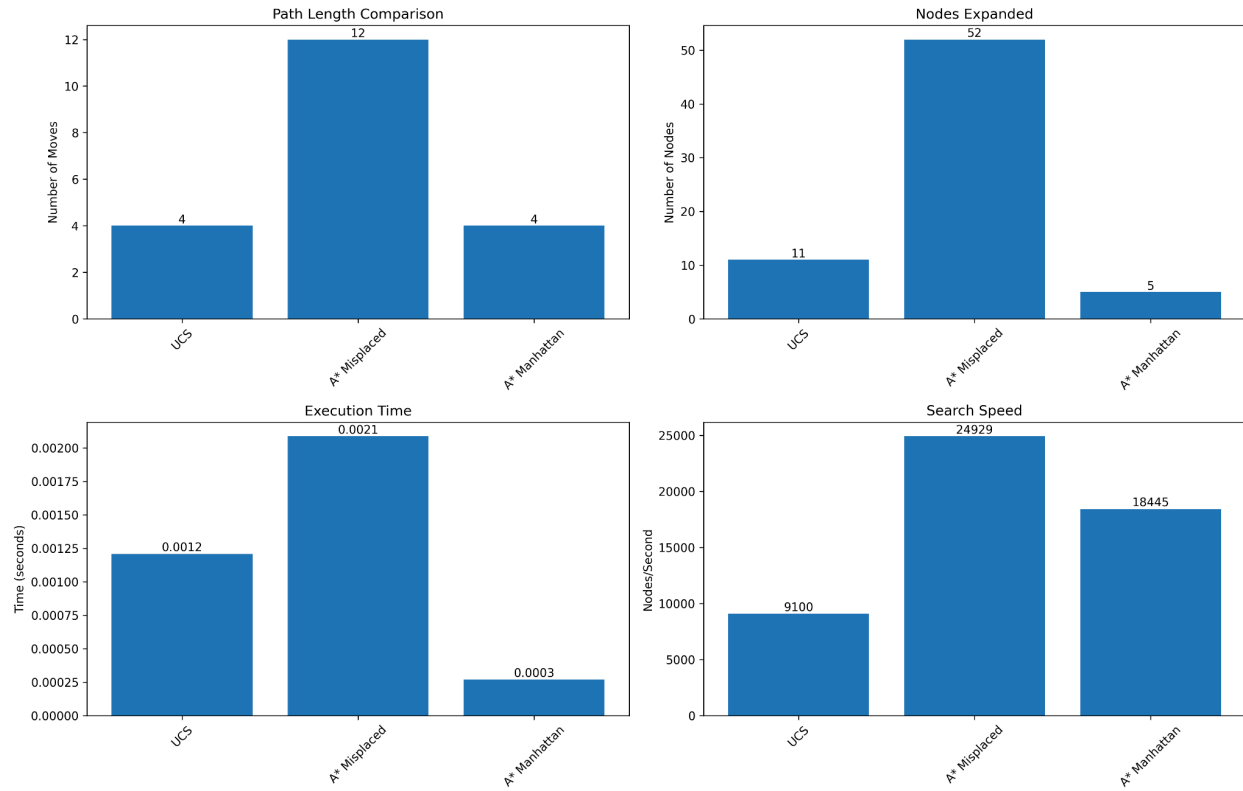 Path Length Comparison
Number of Moves
12
10
8
6
4
2
0
4
12
4
UCS
A* Misplaced
A* Manhattan
Nodes Expanded
Number of Nodes
50
40
30
20
10
0
11
52
5
UCS
A* Misplaced
A* Manhattan
Execution Time
Time (seconds)
0.00200
0.00175
0.00150
0.00125
0.00100
0.00075
0.00050
0.00025
0.00000
0.0012
0.0021
0.0003
UCS
A* Misplaced
A* Manhattan
Search Speed
Nodes/Second
25000
20000
15000
10000
5000
0
9100
24929
18445
UCS
A* Misplaced
A* Manhattan